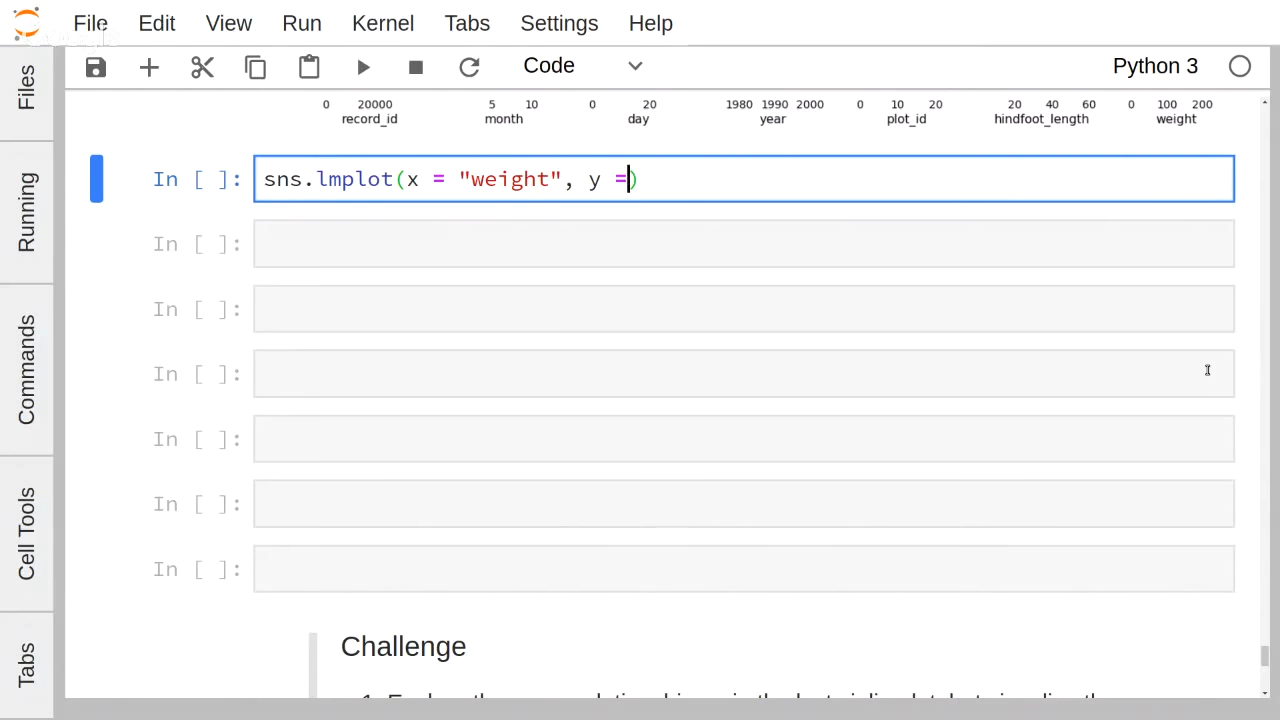 File Edit View Run Kernel Tabs Settings Help
Code Python 3
Files
Running
Commands
Cell Tools
Tabs
0 20000 5 10 0 20 1980 1990 2000 0 10 20 20 40 60 0 100 200
record_id month day year plot_id hindfoot_length weight
In [ ]: sns.lmplot(x = "weight", y =)
In [ ]:
In [ ]:
In [ ]:
In [ ]:
In [ ]:
In [ ]:
Challenge